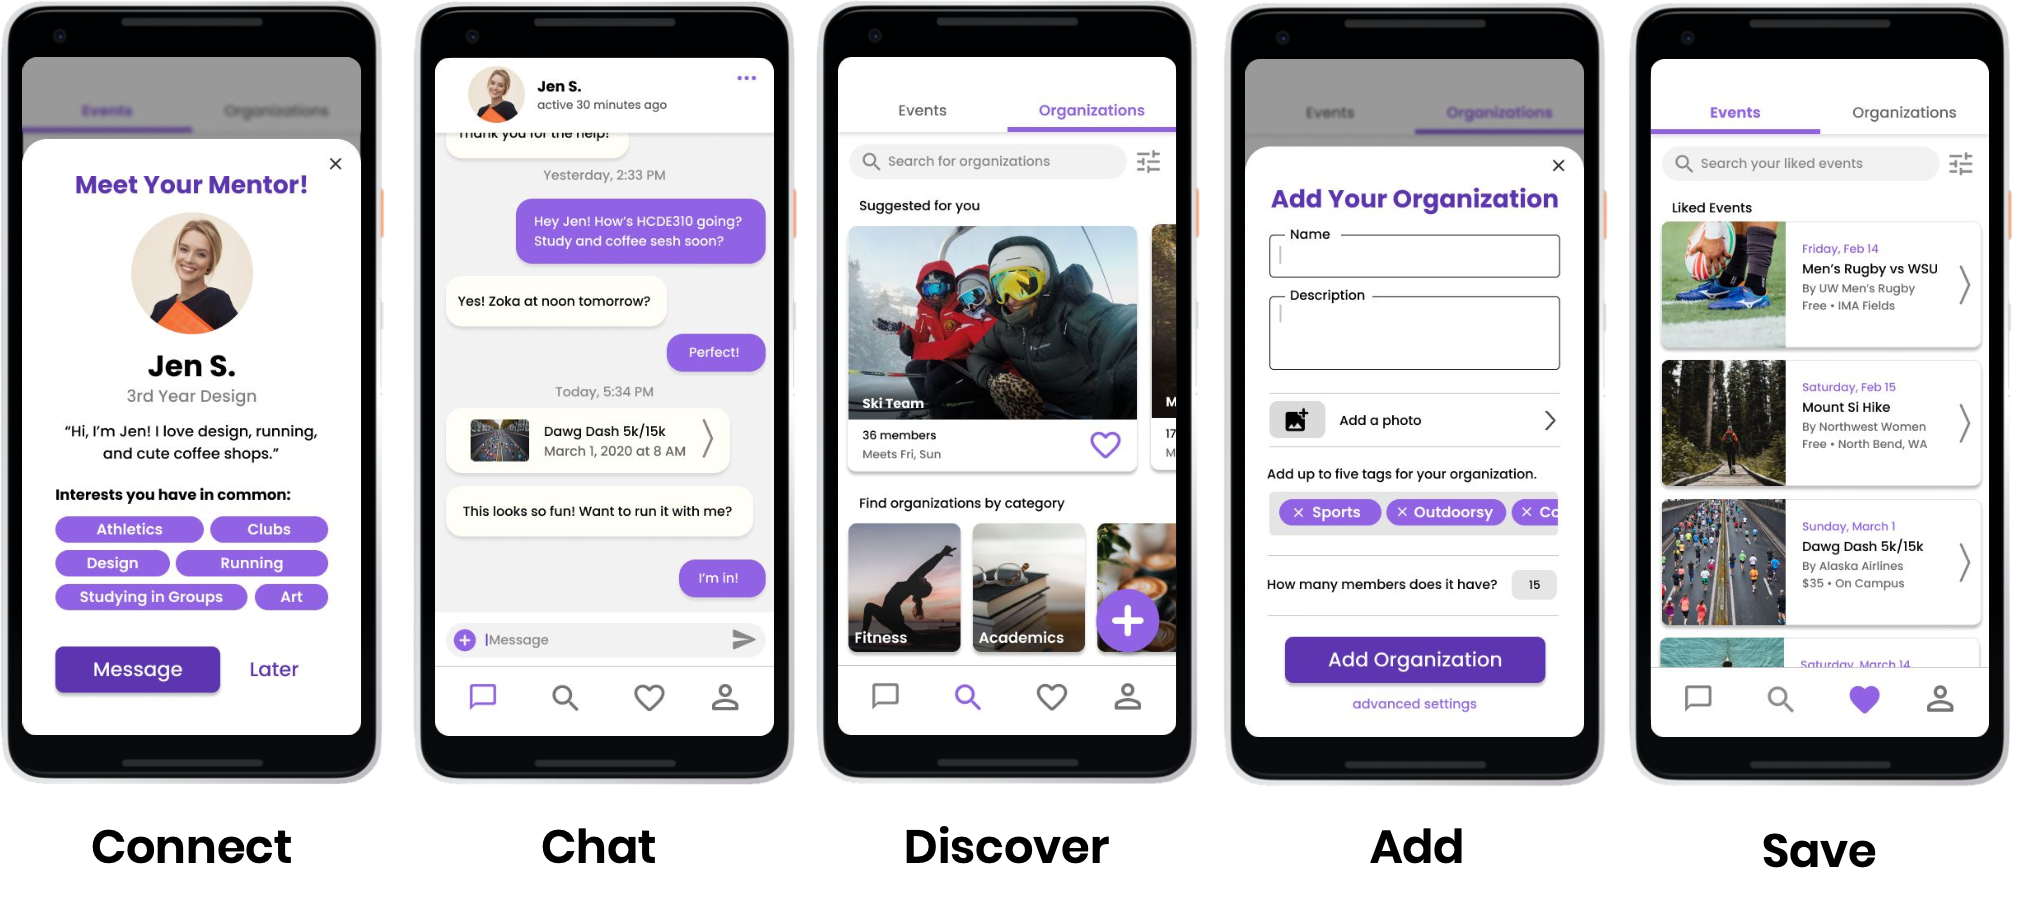 Events
Organizations
Meet Your Mentor!
Jen S.
3rd Year Design
“Hi, I’m Jen! I love design, running,
and cute coffee shops.”
Interests you have in common:
Athletics
Clubs
Design
Running
Studying in Groups
Art
Message
Later
Connect
Jen S.
active 30 minutes ago
Thank you for the help!
Yesterday, 2:33 PM
Hey Jen! How’s HCDE310 going?
Study and coffee sesh soon?
Yes! Zoka at noon tomorrow?
Perfect!
Today, 5:34 PM
Dawg Dash 5k/15k
March 1, 2020 at 8 AM
This looks so fun! Want to run it with me?
I’m in!
Message
Chat
Events
Organizations
Search for organizations
Suggested for you
Ski Team
36 members
Meets Fri, Sun
M
17
M
Find organizations by category
Fitness
Academics
Discover
Events
Organizations
Add Your Organization
Name
Description
Add a photo
Add up to five tags for your organization.
× Sports
× Outdoorsy
× Co
How many members does it have?
15
Add Organization
advanced settings
Add
Events
Organizations
Search your liked events
Liked Events
Friday, Feb 14
Men’s Rugby vs WSU
By UW Men’s Rugby
Free • IMA Fields
Saturday, Feb 15
Mount Si Hike
By Northwest Women
Free • North Bend, WA
Sunday, March 1
Dawg Dash 5k/15k
By Alaska Airlines
$35 • On Campus
Saturday, March 14
Save